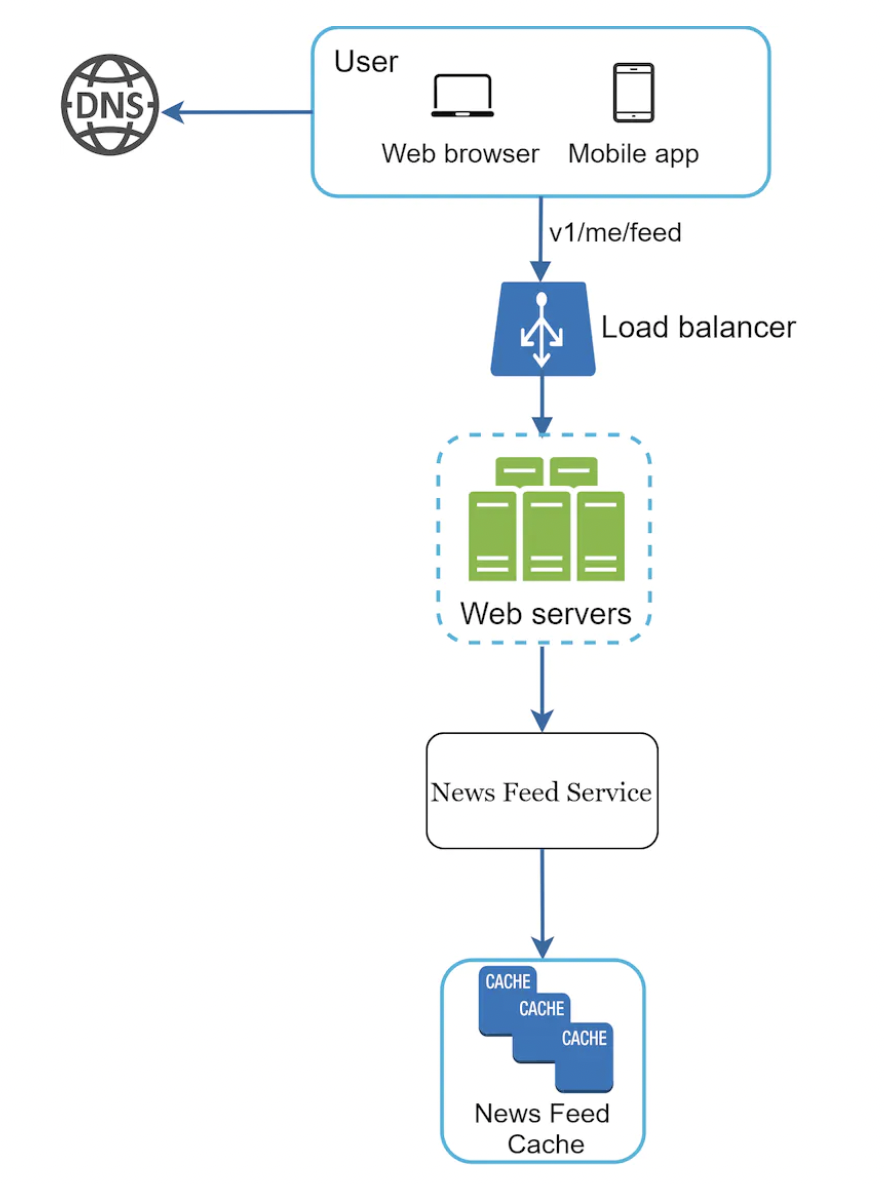 User
DNS
Web browser
Mobile app
v1/me/feed
Load balancer
Web servers
News Feed Service
CACHE
CACHE
CACHE
News Feed
Cache